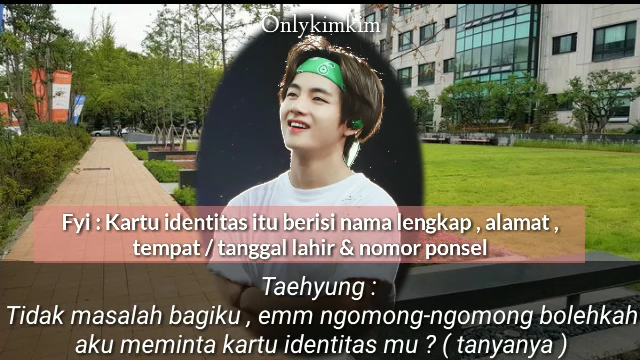 Onlykimkim
Fyi : Kartu identitas itu berisi nama lengkap , alamat ,
tempat / tanggal lahir & nomor ponsel
Taehyung :
Tidak masalah bagiku , emm ngomong-ngomong bolehkah
aku meminta kartu identitas mu ? ( tanyanya )